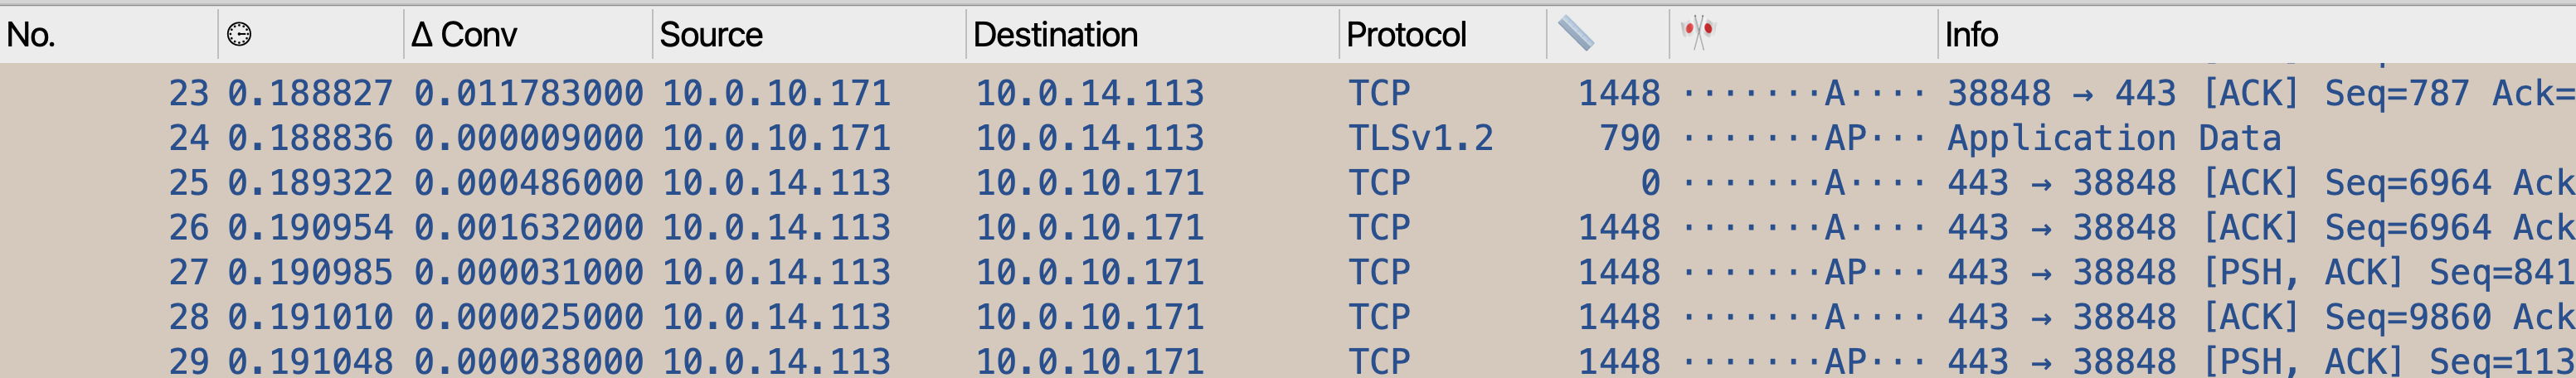 No. Δ Conv Source Destination Protocol Info
23 0.188827 0.011783000 10.0.10.171 10.0.14.113 TCP 1448 ·······A···· 38848 → 443 [ACK] Seq=787 Ack=
24 0.188836 0.000009000 10.0.10.171 10.0.14.113 TLSv1.2 790 ·······AP··· Application Data
25 0.189322 0.000486000 10.0.14.113 10.0.10.171 TCP 0 ·······A···· 443 → 38848 [ACK] Seq=6964 Ack
26 0.190954 0.001632000 10.0.14.113 10.0.10.171 TCP 1448 ·······A···· 443 → 38848 [ACK] Seq=6964 Ack
27 0.190985 0.000031000 10.0.14.113 10.0.10.171 TCP 1448 ·······AP··· 443 → 38848 [PSH, ACK] Seq=841
28 0.191010 0.000025000 10.0.14.113 10.0.10.171 TCP 1448 ·······A···· 443 → 38848 [ACK] Seq=9860 Ack
29 0.191048 0.000038000 10.0.14.113 10.0.10.171 TCP 1448 ·······AP··· 443 → 38848 [PSH, ACK] Seq=113